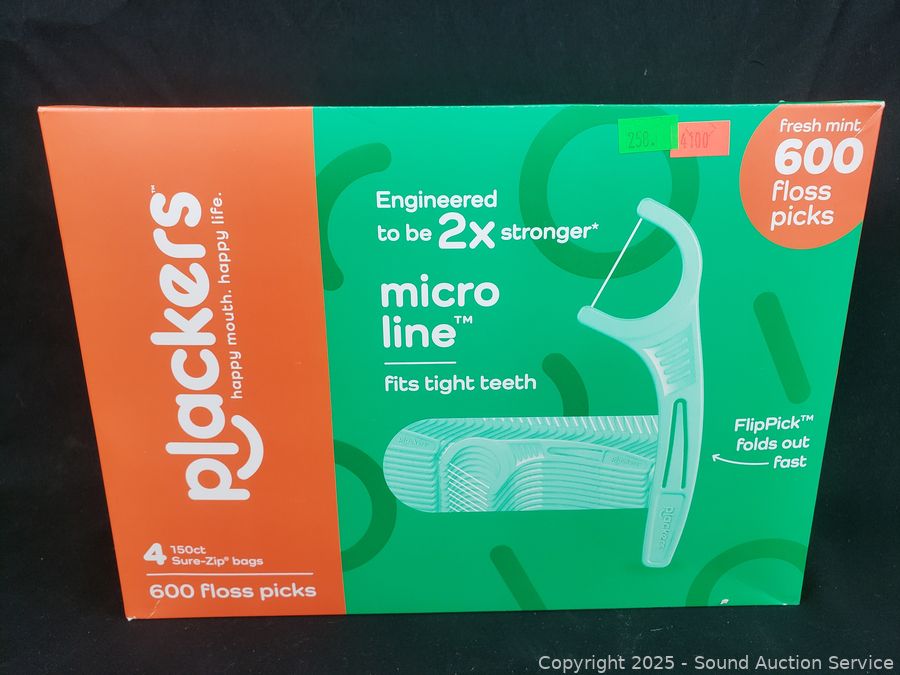 plackers™
happy mouth. happy life.
4 150ct
Sure-Zip® bags
600 floss picks
Engineered
to be 2x stronger*
micro
line™
fits tight teeth
258.
4100
fresh mint
600
floss
picks
FlipPick™
folds out
fast
plackers
Copyright 2025 - Sound Auction Service